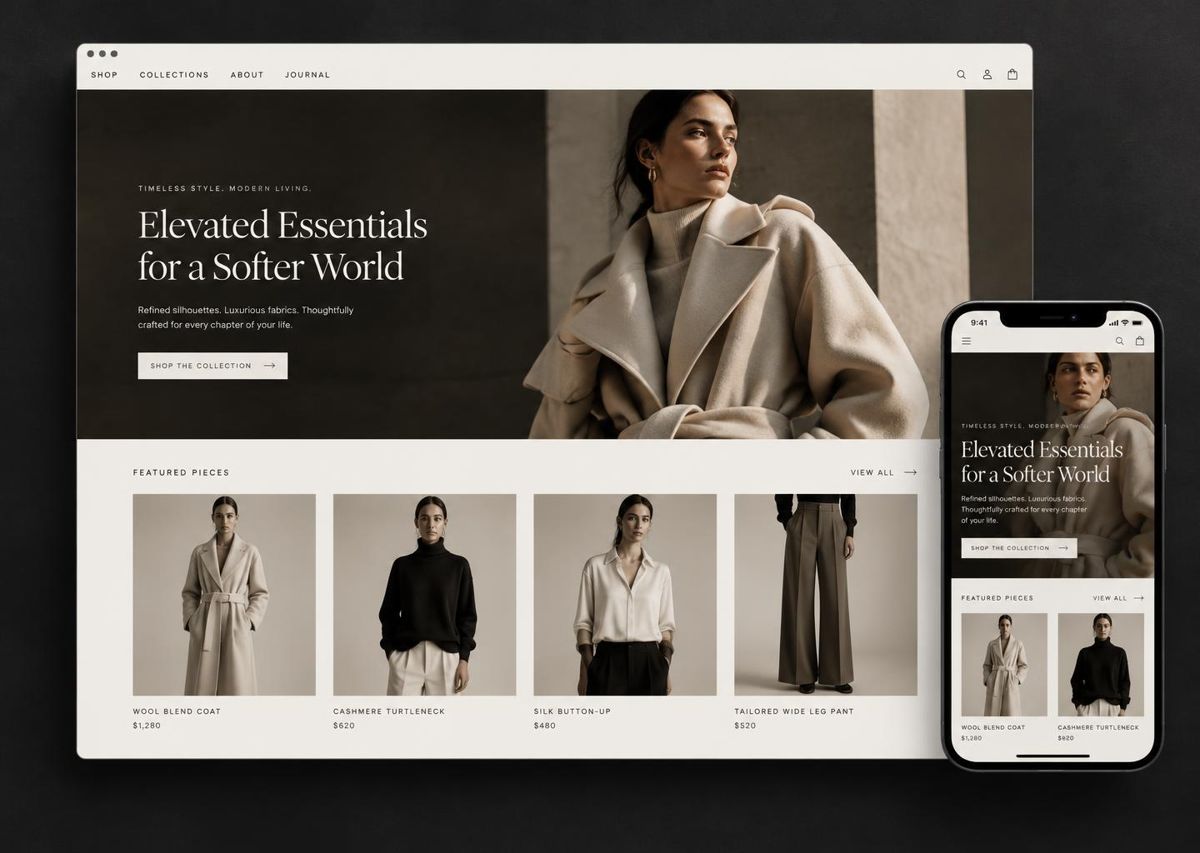 SHOP COLLECTIONS ABOUT JOURNAL
TIMELESS STYLE. MODERN LIVING.
Elevated Essentials
for a Softer World
Refined silhouettes. Luxurious fabrics. Thoughtfully
crafted for every chapter of your life.
SHOP THE COLLECTION
FEATURED PIECES
VIEW ALL
WOOL BLEND COAT
$1,280
CASHMERE TURTLENECK
$620
SILK BUTTON-UP
$480
TAILORED WIDE LEG PANT
$520
9:41
TIMELESS STYLE.
Elevated Essentials
for a Softer World
Refined silhouettes. Luxurious fabrics.
Thoughtfully crafted for every chapter
of your life.
SHOP THE COLLECTION
FEATURED PIECES
VIEW ALL
WOOL BLEND COAT
$1,280
CASHMERE TURTLENECK